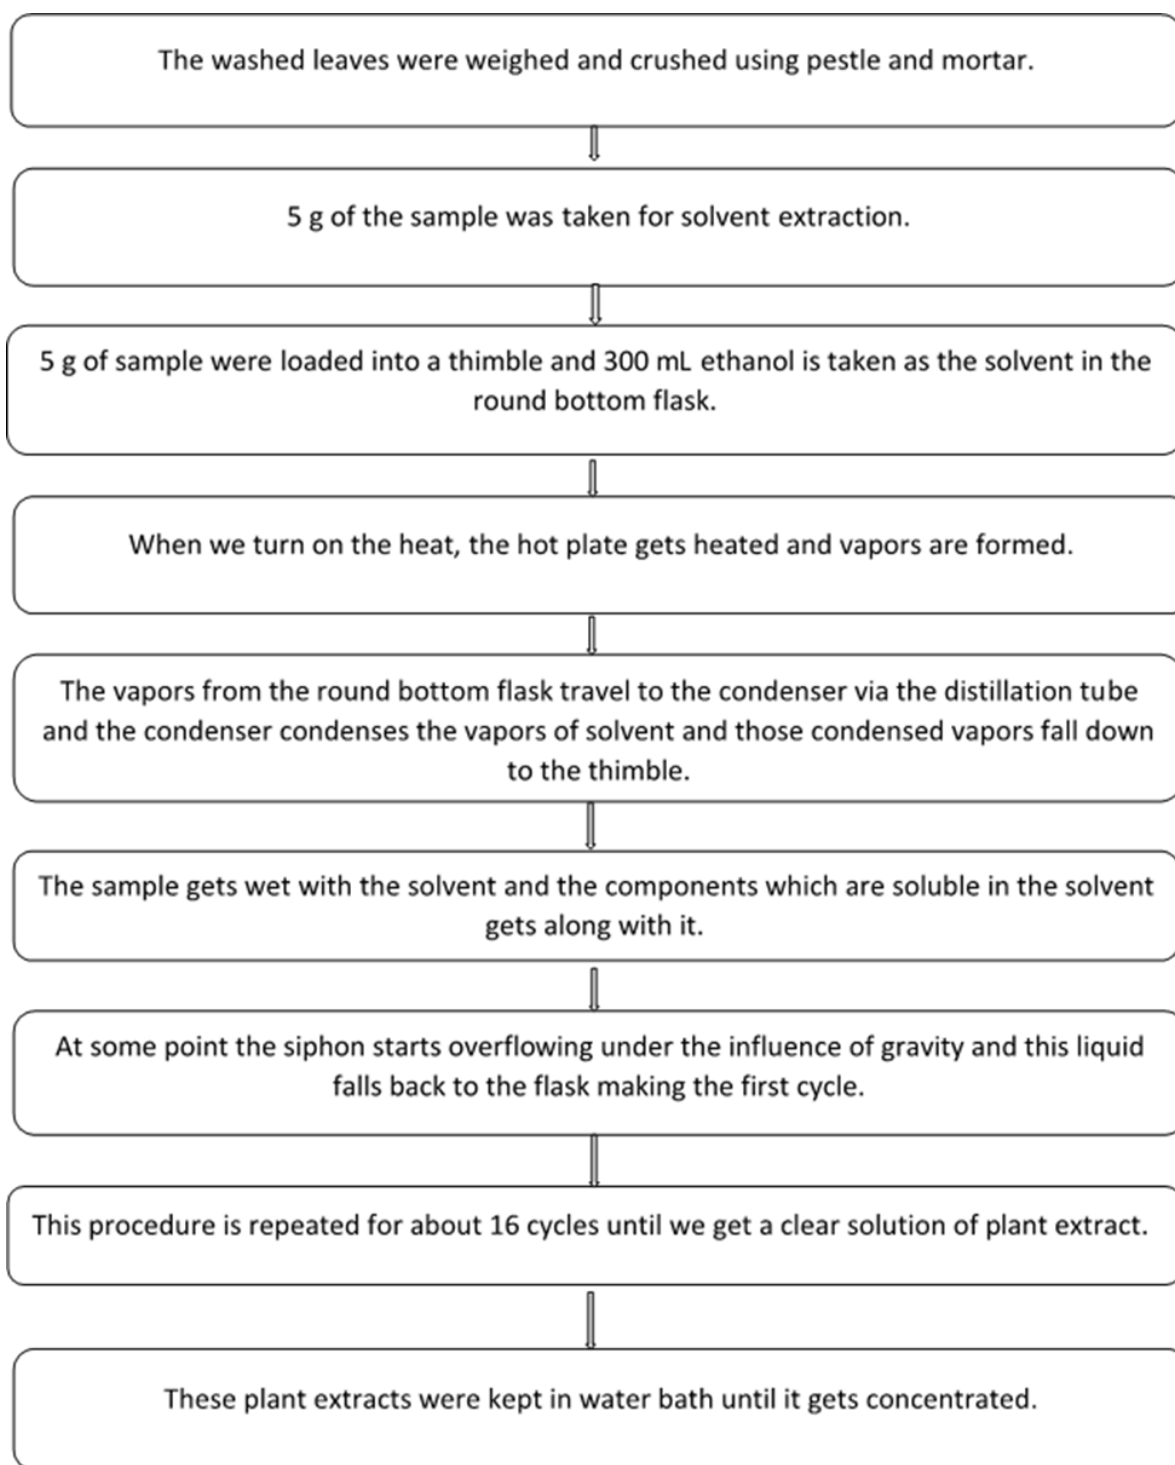 The washed leaves were weighed and crushed using pestle and mortar.
5 g of the sample was taken for solvent extraction.
5 g of sample were loaded into a thimble and 300 mL ethanol is taken as the solvent in the
round bottom flask.
When we turn on the heat, the hot plate gets heated and vapors are formed.
The vapors from the round bottom flask travel to the condenser via the distillation tube
and the condenser condenses the vapors of solvent and those condensed vapors fall down
to the thimble.
The sample gets wet with the solvent and the components which are soluble in the solvent
gets along with it.
At some point the siphon starts overflowing under the influence of gravity and this liquid
falls back to the flask making the first cycle.
This procedure is repeated for about 16 cycles until we get a clear solution of plant extract.
These plant extracts were kept in water bath until it gets concentrated.